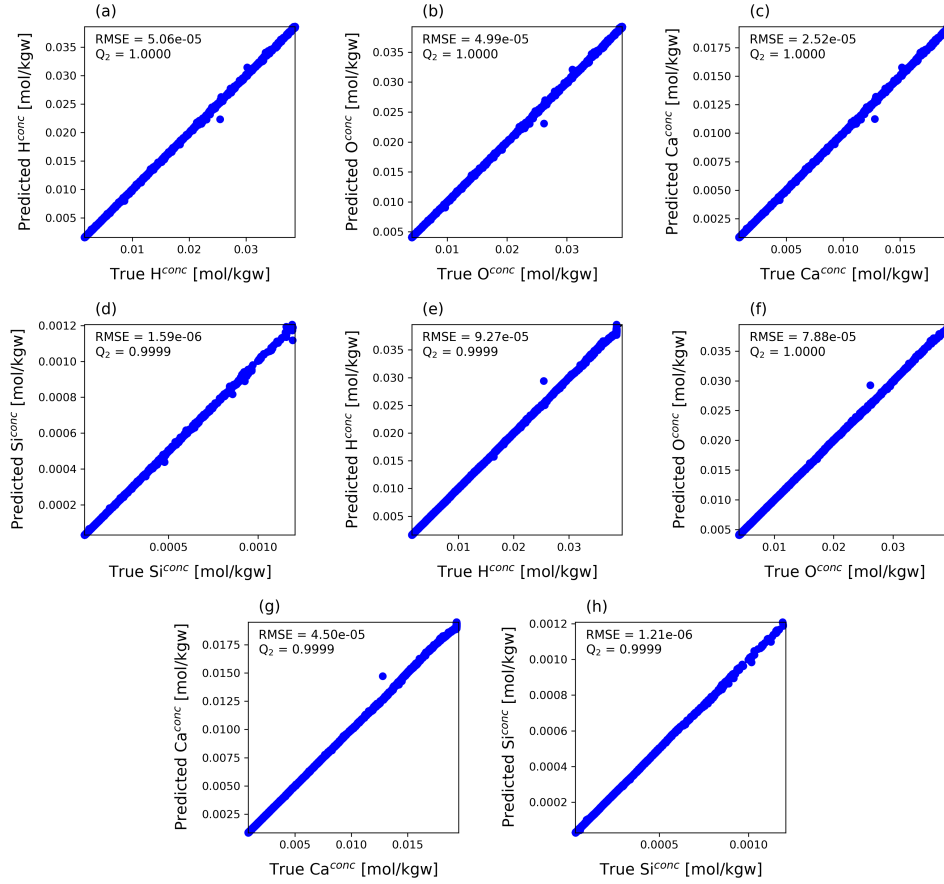 (a)
RMSE = 5.06e-05
Q2 = 1.0000
Predicted H^conc [mol/kgw]
0.035
0.030
0.025
0.020
0.015
0.010
0.005
0.01
0.02
0.03
True H^conc [mol/kgw]
(b)
RMSE = 4.99e-05
Q2 = 1.0000
Predicted O^conc [mol/kgw]
0.035
0.030
0.025
0.020
0.015
0.010
0.005
0.01
0.02
0.03
True O^conc [mol/kgw]
(c)
RMSE = 2.52e-05
Q2 = 1.0000
Predicted Ca^conc [mol/kgw]
0.0175
0.0150
0.0125
0.0100
0.0075
0.0050
0.0025
0.005
0.010
0.015
True Ca^conc [mol/kgw]
(d)
RMSE = 1.59e-06
Q2 = 0.9999
Predicted Si^conc [mol/kgw]
0.0012
0.0010
0.0008
0.0006
0.0004
0.0002
0.0005
0.0010
True Si^conc [mol/kgw]
(e)
RMSE = 9.27e-05
Q2 = 0.9999
Predicted H^conc [mol/kgw]
0.035
0.030
0.025
0.020
0.015
0.010
0.005
0.01
0.02
0.03
True H^conc [mol/kgw]
(f)
RMSE = 7.88e-05
Q2 = 1.0000
Predicted O^conc [mol/kgw]
0.035
0.030
0.025
0.020
0.015
0.010
0.005
0.01
0.02
0.03
True O^conc [mol/kgw]
(g)
RMSE = 4.50e-05
Q2 = 0.9999
Predicted Ca^conc [mol/kgw]
0.0175
0.0150
0.0125
0.0100
0.0075
0.0050
0.0025
0.005
0.010
0.015
True Ca^conc [mol/kgw]
(h)
RMSE = 1.21e-06
Q2 = 0.9999
Predicted Si^conc [mol/kgw]
0.0012
0.0010
0.0008
0.0006
0.0004
0.0002
0.0005
0.0010
True Si^conc [mol/kgw]